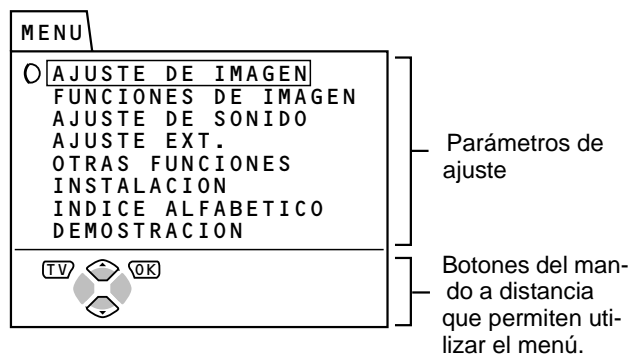 MENU
AJUSTE DE IMAGEN
FUNCIONES DE IMAGEN
AJUSTE DE SONIDO
AJUSTE EXT.
OTRAS FUNCIONES
INSTALACION
INDICE ALFABETICO
DEMOSTRACION
Parámetros de
ajuste
TV OK
Botones del man-
do a distancia
que permiten uti-
lizar el menú.